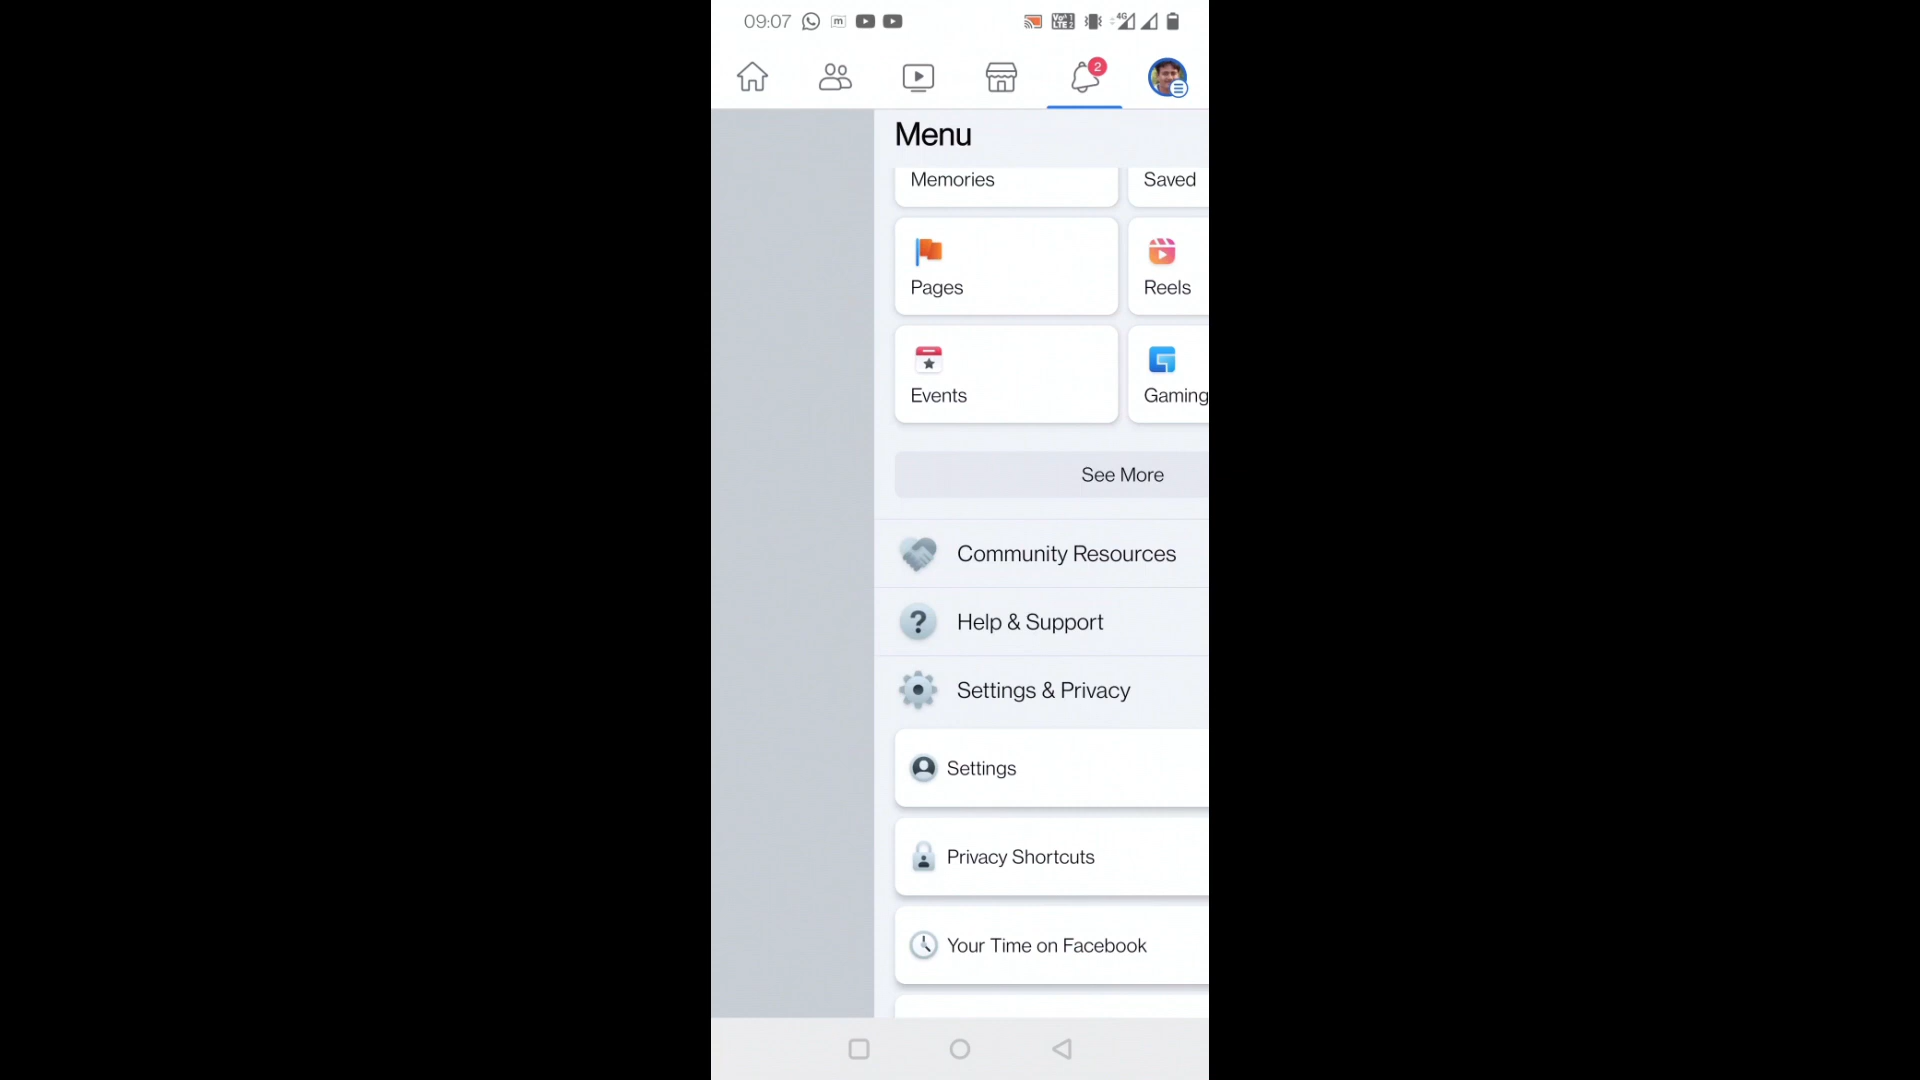 09:07
4G
2
Menu
Memories
Saved
Pages
Reels
Events
Gaming
See More
Community Resources
Help & Support
Settings & Privacy
Settings
Privacy Shortcuts
Your Time on Facebook